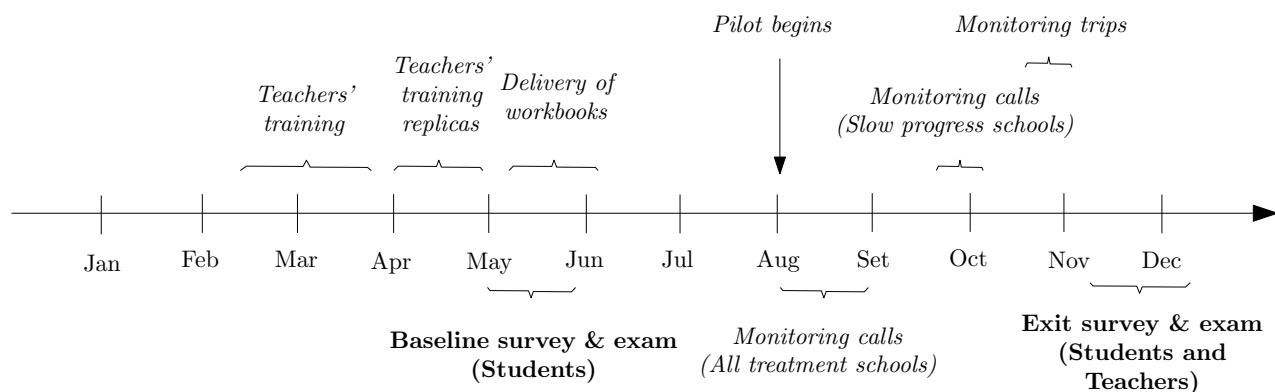 Pilot begins
Monitoring trips
Teachers'
training
Teachers'
training
replicas
Delivery of
workbooks
Monitoring calls
(Slow progress schools)
Jan
Feb
Mar
Apr
May
Jun
Jul
Aug
Set
Oct
Nov
Dec
Baseline survey & exam
(Students)
Monitoring calls
(All treatment schools)
Exit survey & exam
(Students and
Teachers)